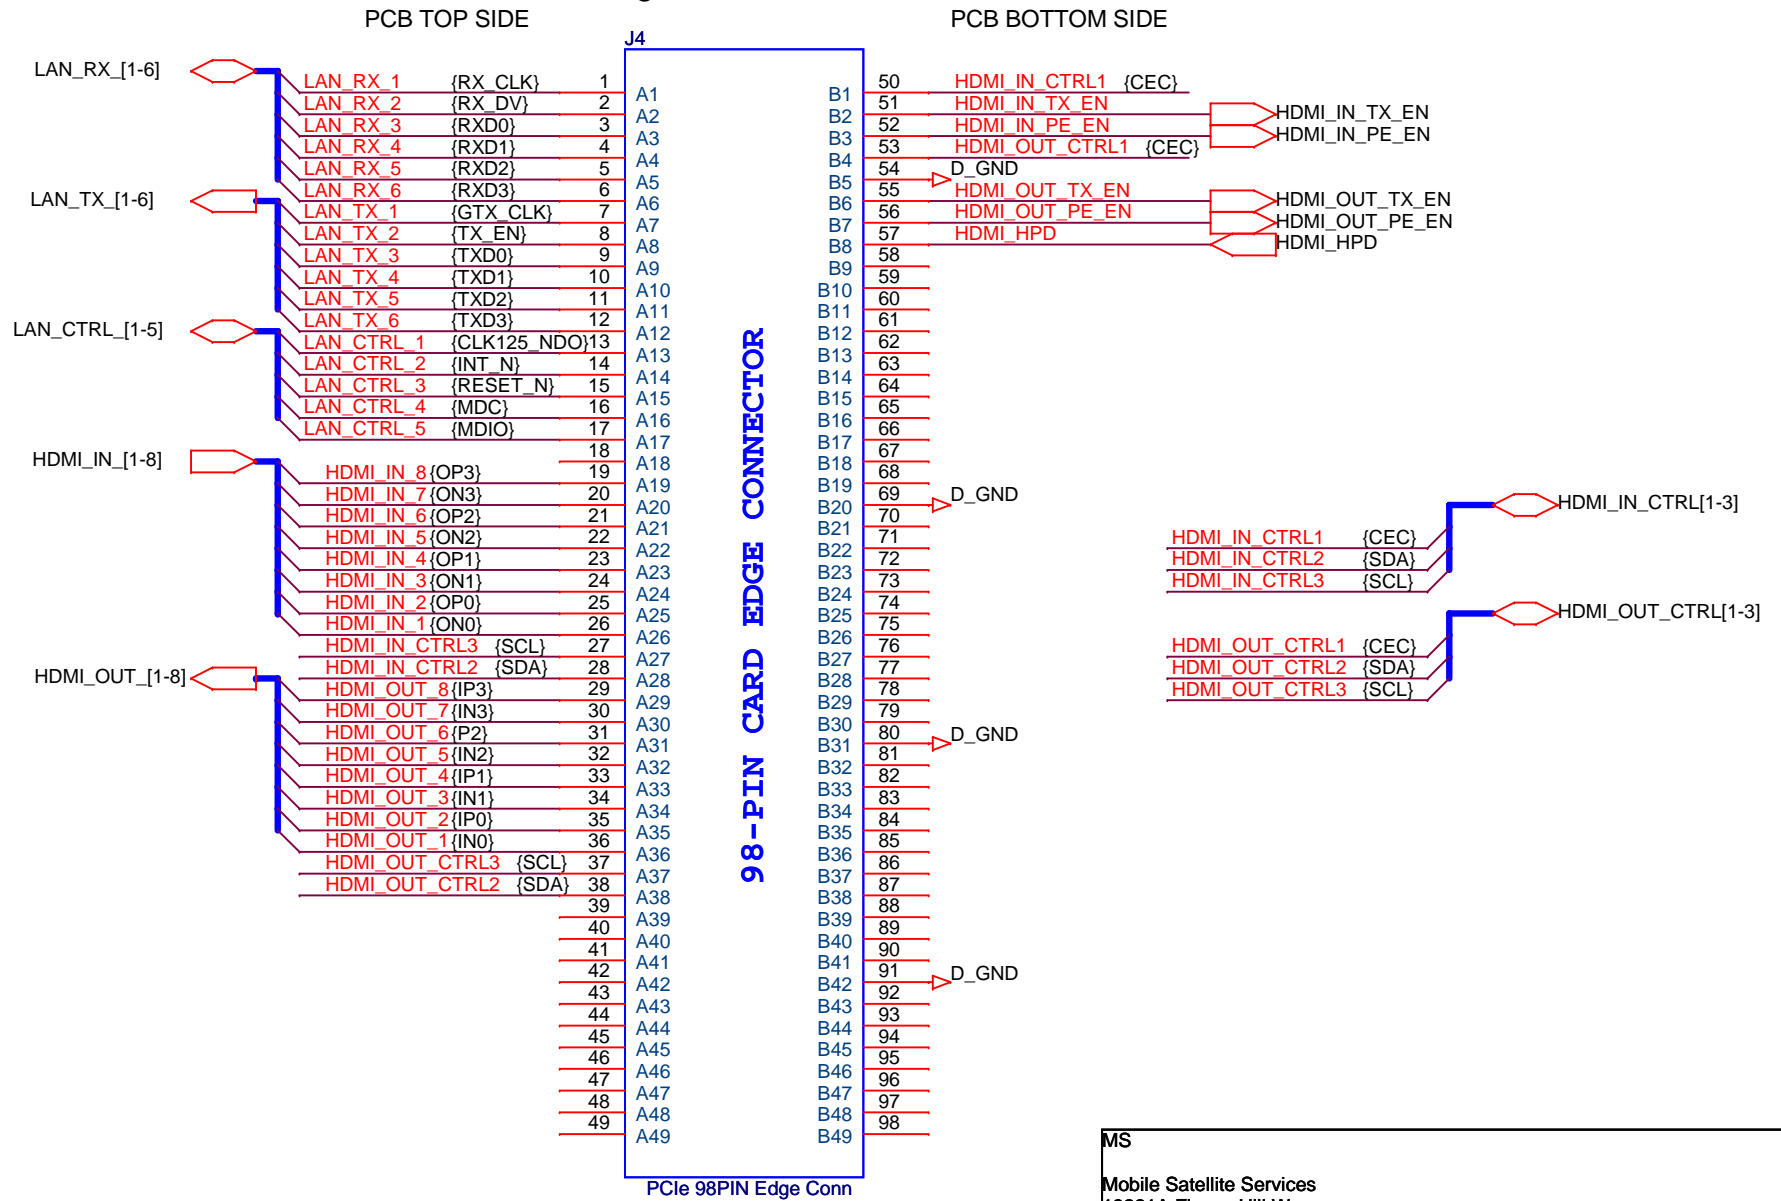 PCB TOP SIDE
PCB BOTTOM SIDE
J4
LAN_RX_[1-6]
LAN_RX_1 {RX_CLK} 1 A1
LAN_RX_2 {RX_DV} 2 A2
LAN_RX_3 {RXD0} 3 A3
LAN_RX_4 {RXD1} 4 A4
LAN_RX_5 {RXD2} 5 A5
LAN_RX_6 {RXD3} 6 A6
LAN_TX_[1-6]
LAN_TX_1 {GTX_CLK} 7 A7
LAN_TX_2 {TX_EN} 8 A8
LAN_TX_3 {TXD0} 9 A9
LAN_TX_4 {TXD1} 10 A10
LAN_TX_5 {TXD2} 11 A11
LAN_TX_6 {TXD3} 12 A12
LAN_CTRL_[1-5]
LAN_CTRL_1 {CLK125_NDO} 13 A13
LAN_CTRL_2 {INT_N} 14 A14
LAN_CTRL_3 {RESET_N} 15 A15
LAN_CTRL_4 {MDC} 16 A16
LAN_CTRL_5 {MDIO} 17 A17
18 A18
HDMI_IN_[1-8]
HDMI_IN_8 {OP3} 19 A19
HDMI_IN_7 {ON3} 20 A20
HDMI_IN_6 {OP2} 21 A21
HDMI_IN_5 {ON2} 22 A22
HDMI_IN_4 {OP1} 23 A23
HDMI_IN_3 {ON1} 24 A24
HDMI_IN_2 {OP0} 25 A25
HDMI_IN_1 {ON0} 26 A26
HDMI_IN_CTRL3 {SCL} 27 A27
HDMI_IN_CTRL2 {SDA} 28 A28
HDMI_OUT_[1-8]
HDMI_OUT_8 {IP3} 29 A29
HDMI_OUT_7 {IN3} 30 A30
HDMI_OUT_6 {P2} 31 A31
HDMI_OUT_5 {IN2} 32 A32
HDMI_OUT_4 {IP1} 33 A33
HDMI_OUT_3 {IN1} 34 A34
HDMI_OUT_2 {IP0} 35 A35
HDMI_OUT_1 {IN0} 36 A36
HDMI_OUT_CTRL3 {SCL} 37 A37
HDMI_OUT_CTRL2 {SDA} 38 A38
39 A39
40 A40
41 A41
42 A42
43 A43
44 A44
45 A45
46 A46
47 A47
48 A48
49 A49
98-PIN CARD EDGE CONNECTOR
B1 50 HDMI_IN_CTRL1 {CEC}
B2 51 HDMI_IN_TX_EN HDMI_IN_TX_EN
B3 52 HDMI_IN_PE_EN HDMI_IN_PE_EN
B4 53 HDMI_OUT_CTRL1 {CEC}
B5 54 D_GND
B6 55 HDMI_OUT_TX_EN HDMI_OUT_TX_EN
B7 56 HDMI_OUT_PE_EN HDMI_OUT_PE_EN
B8 57 HDMI_HPD HDMI_HPD
B9 58
B10 59
B11 60
B12 61
B13 62
B14 63
B15 64
B16 65
B17 66
B18 67
B19 68
B20 69 D_GND
B21 70
B22 71
B23 72
B24 73
B25 74
B26 75
B27 76
B28 77
B29 78
B30 79
B31 80 D_GND
B32 81
B33 82
B34 83
B35 84
B36 85
B37 86
B38 87
B39 88
B40 89
B41 90
B42 91 D_GND
B43 92
B44 93
B45 94
B46 95
B47 96
B48 97
B49 98
HDMI_IN_CTRL[1-3]
HDMI_IN_CTRL1 {CEC}
HDMI_IN_CTRL2 {SDA}
HDMI_IN_CTRL3 {SCL}
HDMI_OUT_CTRL[1-3]
HDMI_OUT_CTRL1 {CEC}
HDMI_OUT_CTRL2 {SDA}
HDMI_OUT_CTRL3 {SCL}
PCIe 98PIN Edge Conn
MS
Mobile Satellite Services